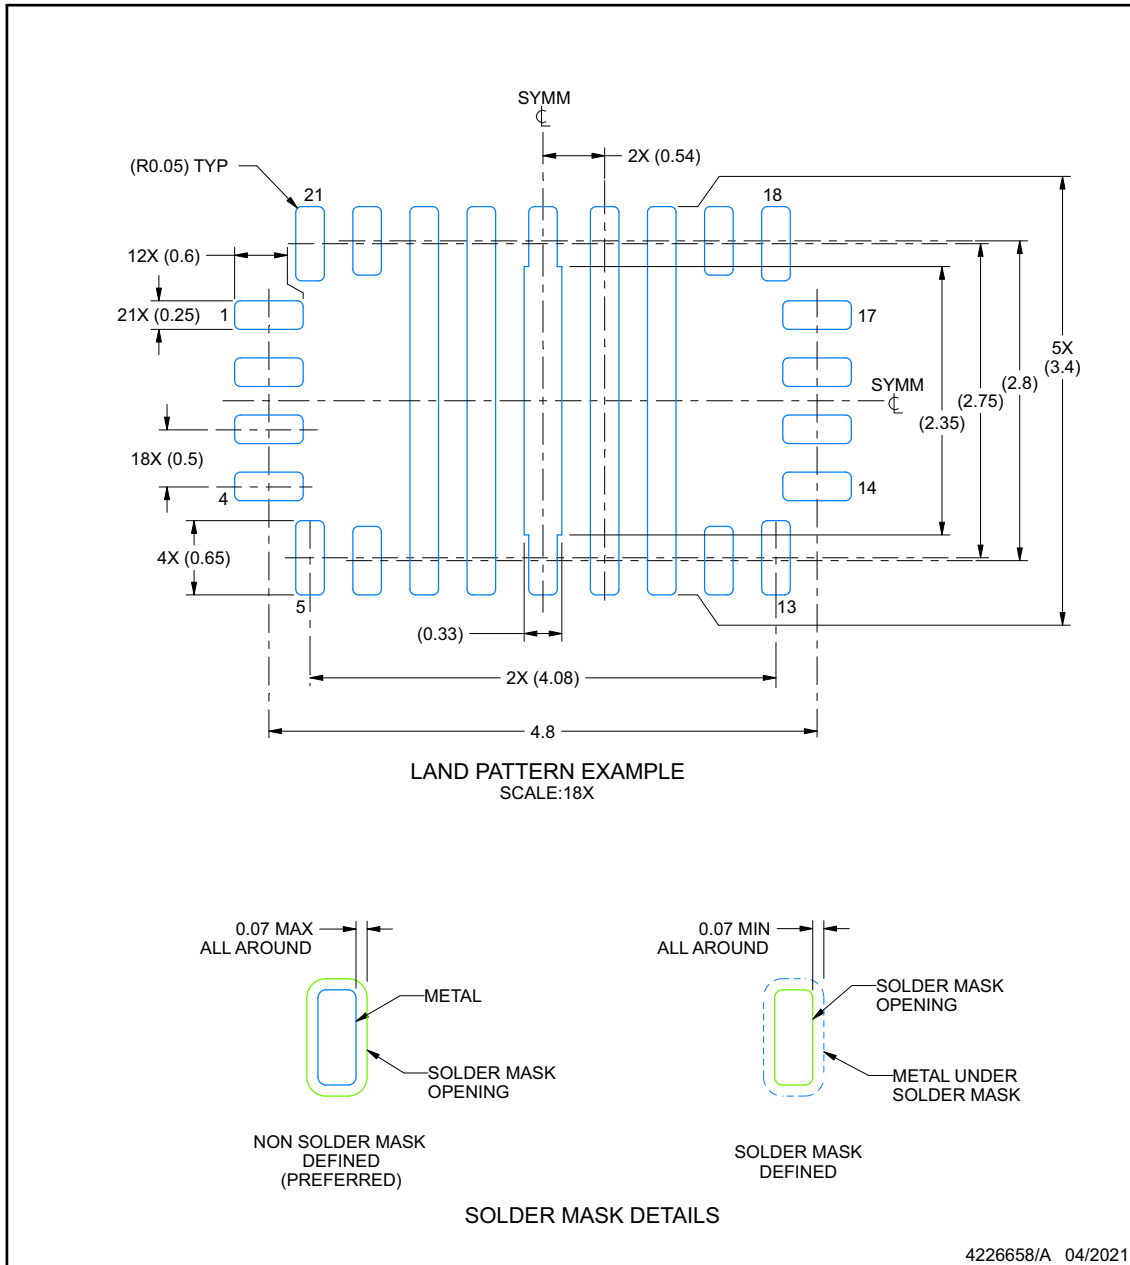 SYMM
℄
2X (0.54)
(R0.05) TYP
21
18
12X (0.6)
21X (0.25)
1
17
5X
(3.4)
(2.8)
(2.75)
(2.35)
SYMM
℄
18X (0.5)
4
14
4X (0.65)
5
13
(0.33)
2X (4.08)
4.8
LAND PATTERN EXAMPLE
SCALE:18X
0.07 MAX
ALL AROUND
METAL
SOLDER MASK
OPENING
NON SOLDER MASK
DEFINED
(PREFERRED)
0.07 MIN
ALL AROUND
SOLDER MASK
OPENING
METAL UNDER
SOLDER MASK
SOLDER MASK
DEFINED
SOLDER MASK DETAILS
4226658/A 04/2021